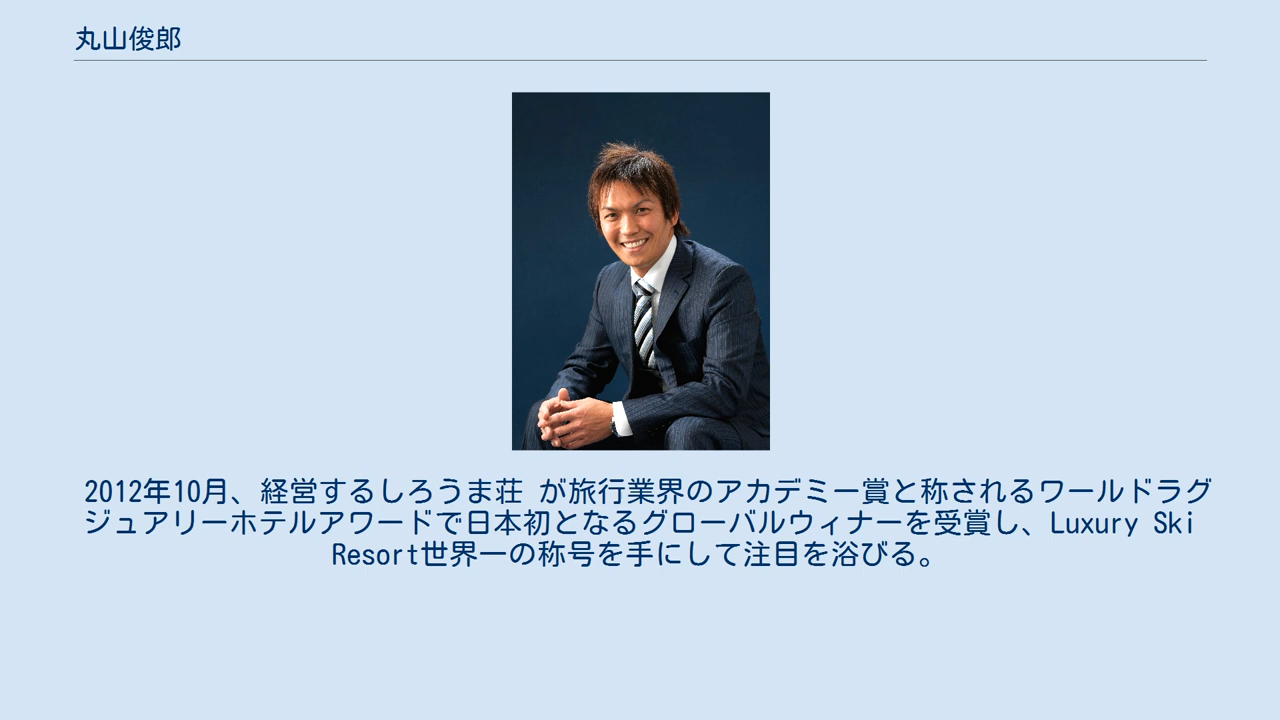 丸山俊郎
2012年10月、経営するしろうま荘 が旅行業界のアカデミー賞と称されるワールドラグ
ジュアリーホテルアワードで日本初となるグローバルウィナーを受賞し、Luxury Ski
Resort世界一の称号を手にして注目を浴びる。